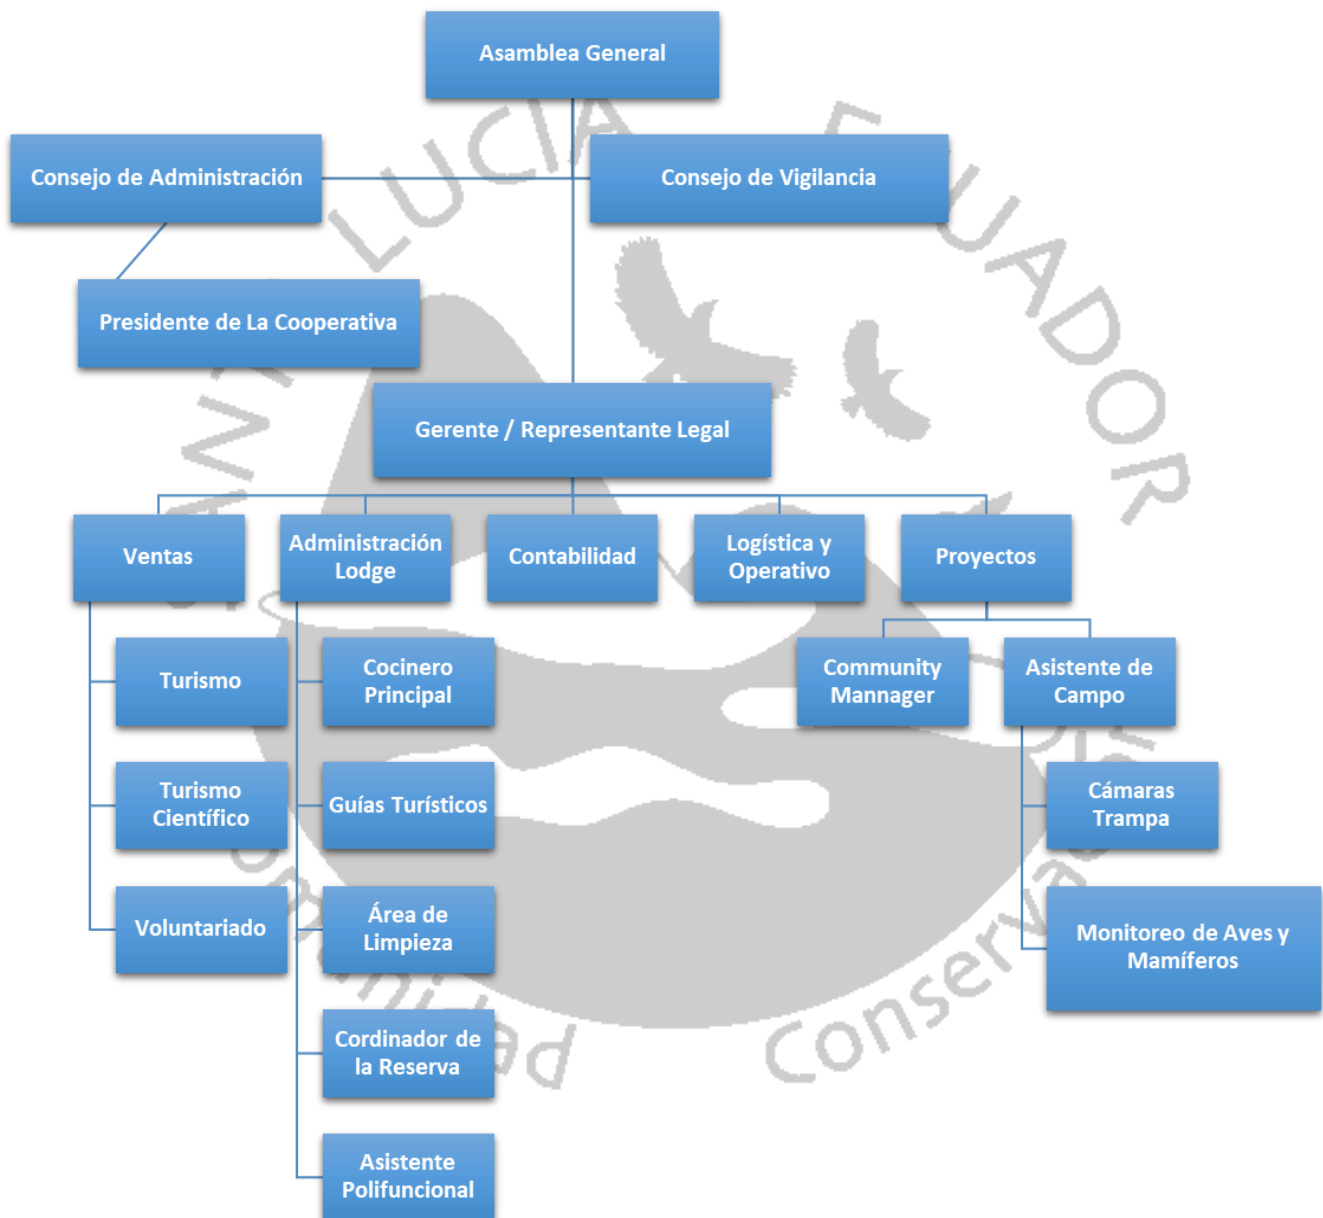 Asamblea General
Consejo de Administración
Consejo de Vigilancia
Presidente de La Cooperativa
Gerente / Representante Legal
Ventas
Administración
Lodge
Contabilidad
Logística y
Operativo
Proyectos
Turismo
Turismo
Científico
Voluntariado
Cocinero
Principal
Guías Turísticos
Área de
Limpieza
Cordinador de
la Reserva
Asistente
Polifuncional
Community
Mannager
Asistente de
Campo
Cámaras
Trampa
Monitoreo de Aves y
Mamíferos
LUCIA